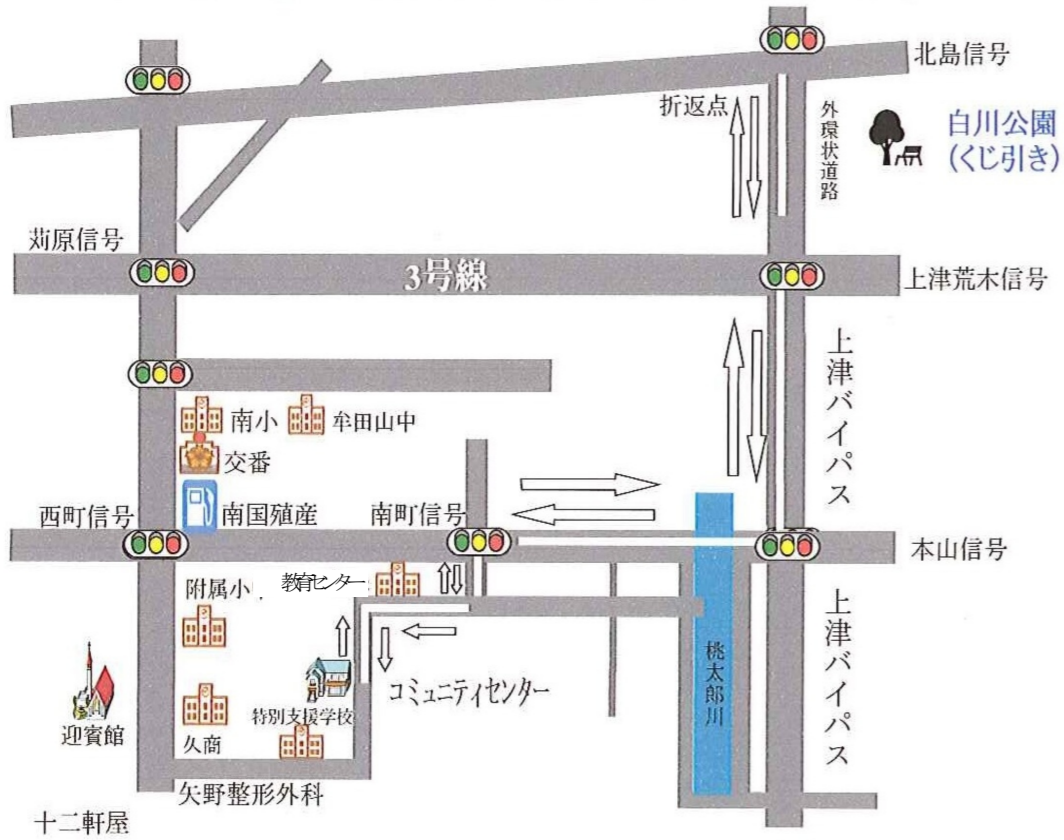 北島信号
折返点
外環状道路
白川公園
(くじ引き)
苅原信号
3号線
上津荒木信号
上津バイパス
南小
牟田山中
交番
西町信号
南国殖産
南町信号
本山信号
附属小
教育センター
上津バイパス
桃太郎川
コミュニティセンター
特別支援学校
迎賓館
久商
矢野整形外科
十二軒屋